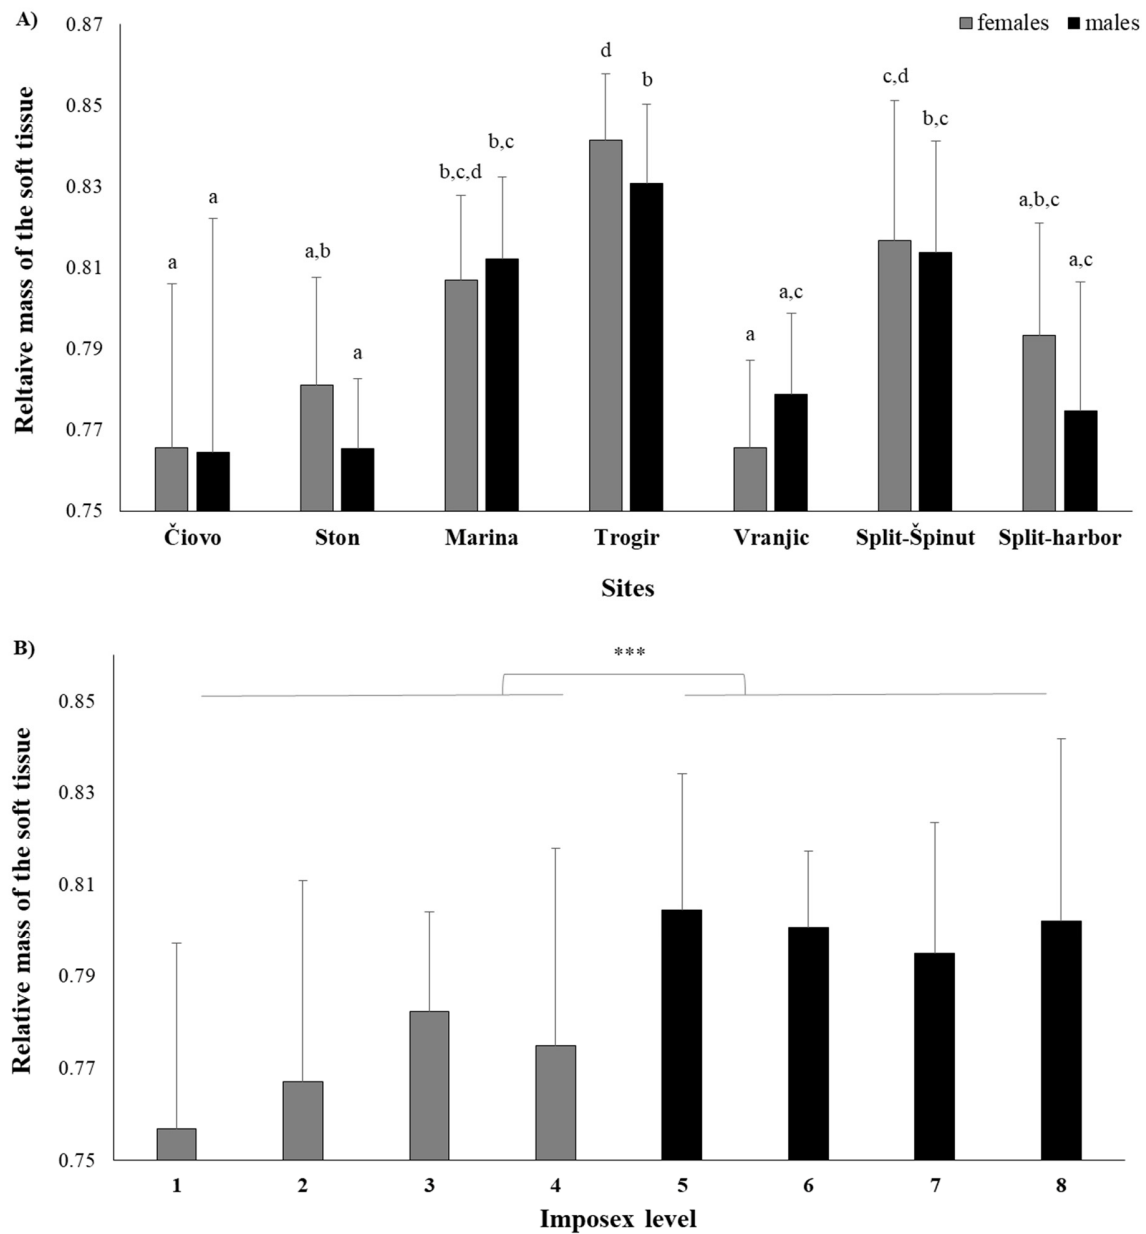 A)
females males
Reltaive mass of the soft tissue
0.87
0.85
0.83
0.81
0.79
0.77
0.75
a a a,b a b,c,d b,c d b a a,c c,d b,c a,b,c a,c
Čiovo Ston Marina Trogir Vranjic Split-Špinut Split-harbor
Sites
B)
***
Relative mass of the soft tissue
0.85
0.83
0.81
0.79
0.77
0.75
1 2 3 4 5 6 7 8
Imposex level